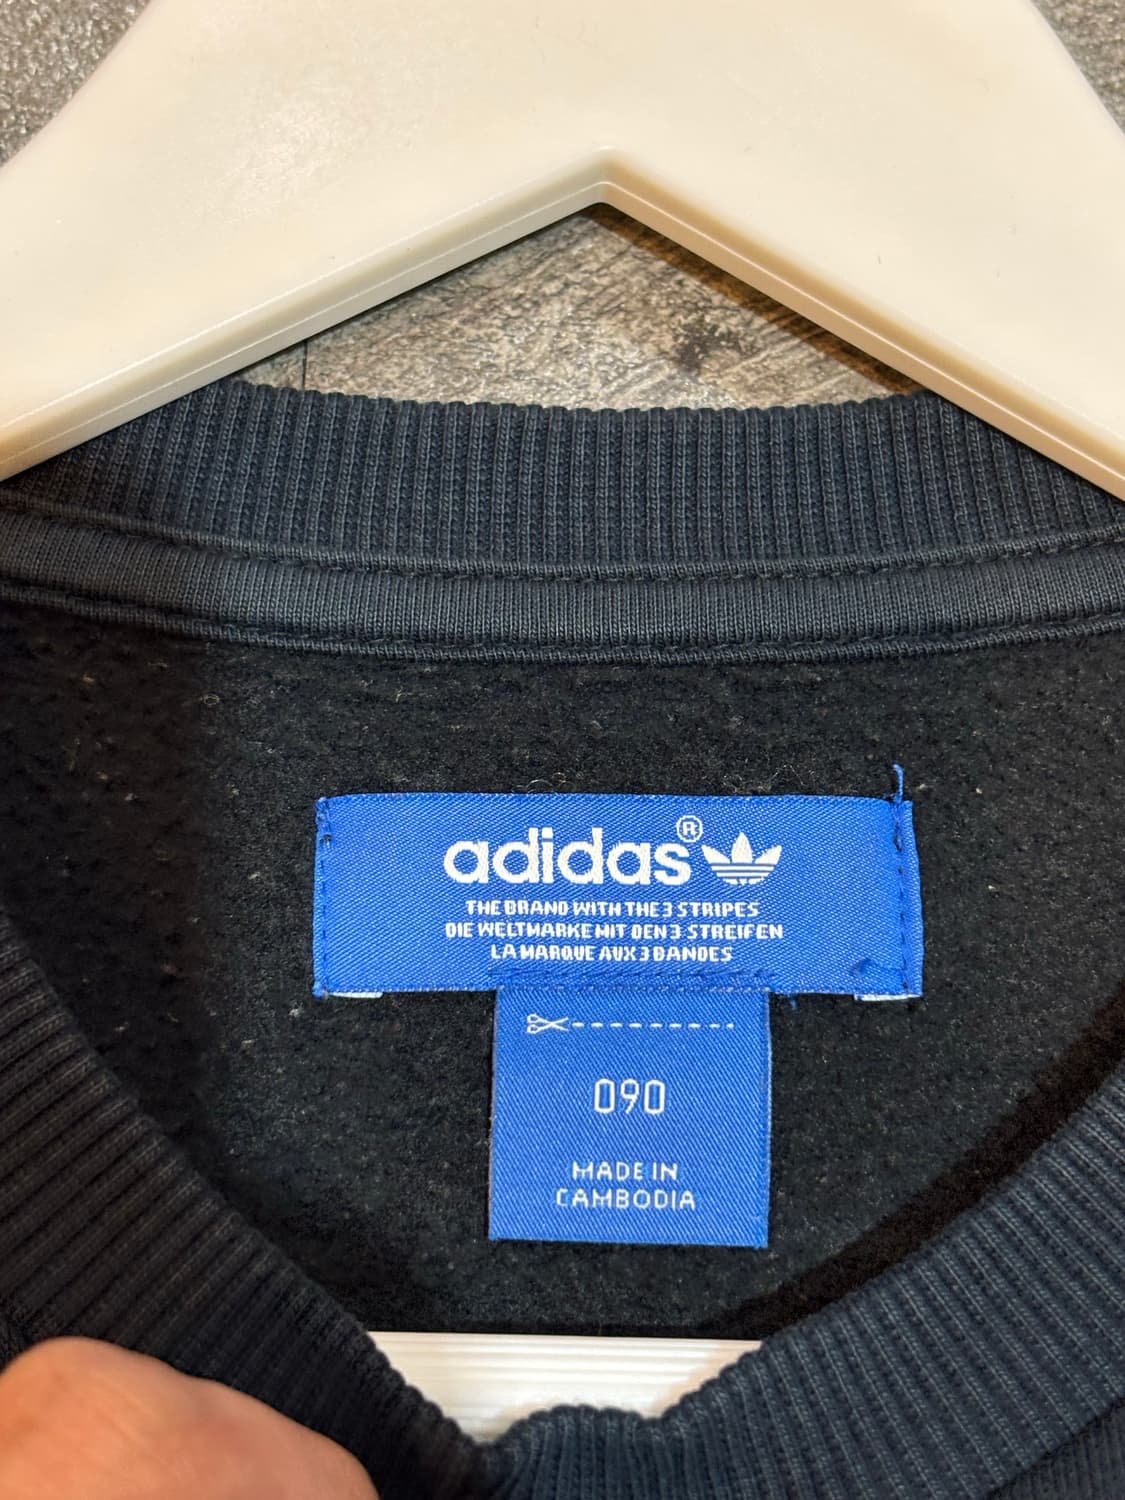 adidas®
THE BRAND WITH THE 3 STRIPES
DIE WELTMARKE MIT DEN 3 STREIFEN
LA MARQUE AUX 3 BANDES
090
MADE IN
CAMBODIA